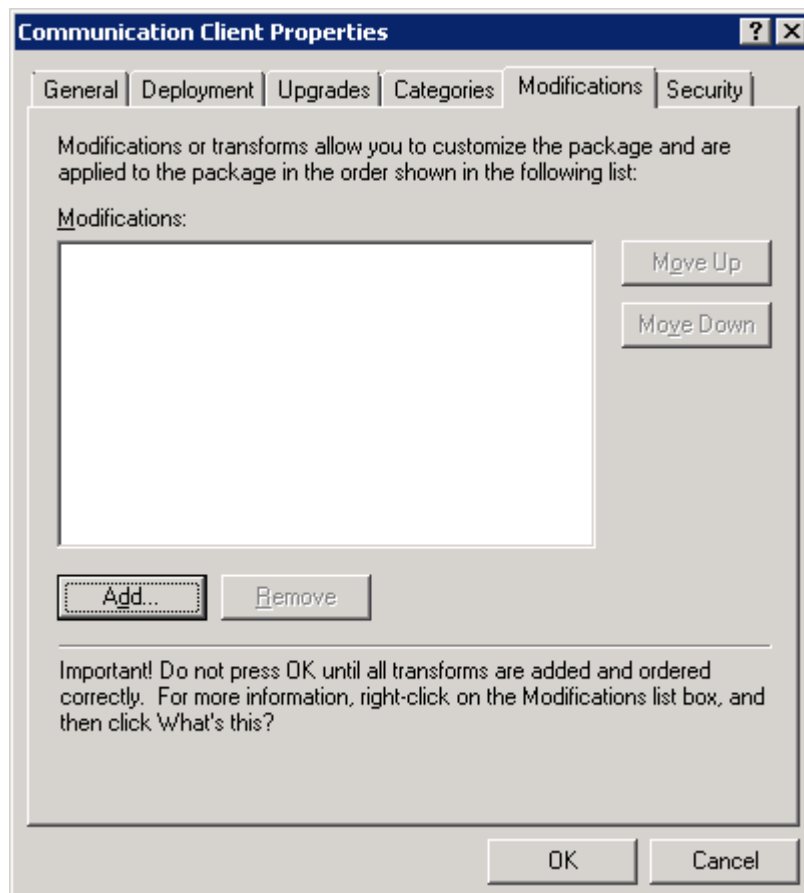 Communication Client Properties
General Deployment Upgrades Categories Modifications Security
Modifications or transforms allow you to customize the package and are
applied to the package in the order shown in the following list:
Modifications:
Move Up
Move Down
Add... Remove
Important! Do not press OK until all transforms are added and ordered
correctly. For more information, right-click on the Modifications list box, and
then click What's this?
OK Cancel